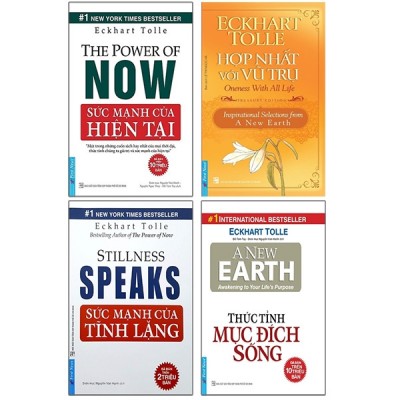 #1 NEW YORK TIMES BESTSELLER
Eckhart Tolle
THE POWER OF
NOW
SỨC MẠNH CỦA
HIỆN TẠI
ECKHART
TOLLE
HỢP NHẤT
VỚI VŨ TRỤ
Oneness With All Life
TREASURY EDITION
Inspirational Selections from
A New Earth
#1 NEW YORK TIMES BESTSELLER
Eckhart Tolle
Bestselling Author of The Power of Now
STILLNESS
SPEAKS
SỨC MẠNH CỦA
TĨNH LẶNG
#1 INTERNATIONAL BESTSELLER
ECKHART TOLLE
A NEW
EARTH
Awakening to Your Life's Purpose
THỨC TỈNH
MỤC ĐÍCH
SỐNG